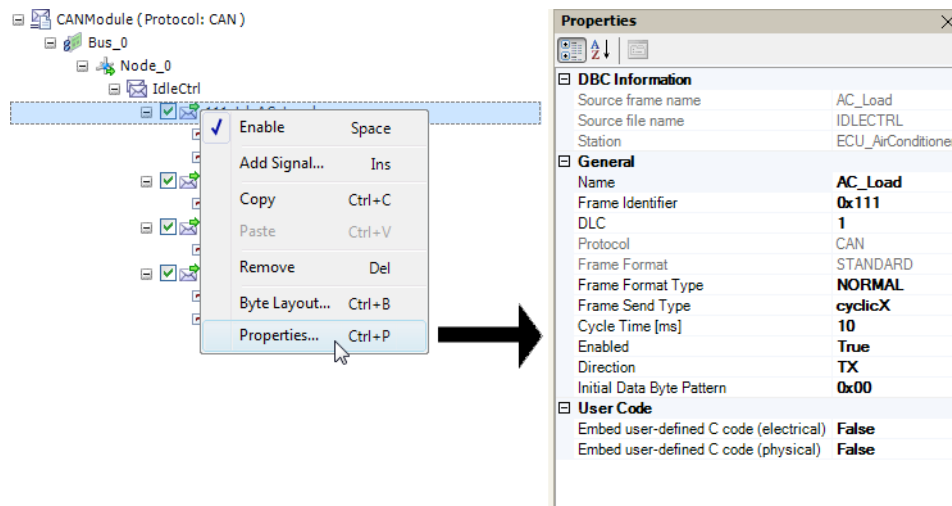 CANModule (Protocol: CAN )
Bus_0
Node_0
IdleCtrl
Enable Space
Add Signal... Ins
Copy Ctrl+C
Paste Ctrl+V
Remove Del
Byte Layout... Ctrl+B
Properties... Ctrl+P
Properties
DBC Information
Source frame name AC_Load
Source file name IDLECTRL
Station ECU_AirConditione
General
Name AC_Load
Frame Identifier 0x111
DLC 1
Protocol CAN
Frame Format STANDARD
Frame Format Type NORMAL
Frame Send Type cyclicX
Cycle Time [ms] 10
Enabled True
Direction TX
Initial Data Byte Pattern 0x00
User Code
Embed user-defined C code (electrical) False
Embed user-defined C code (physical) False